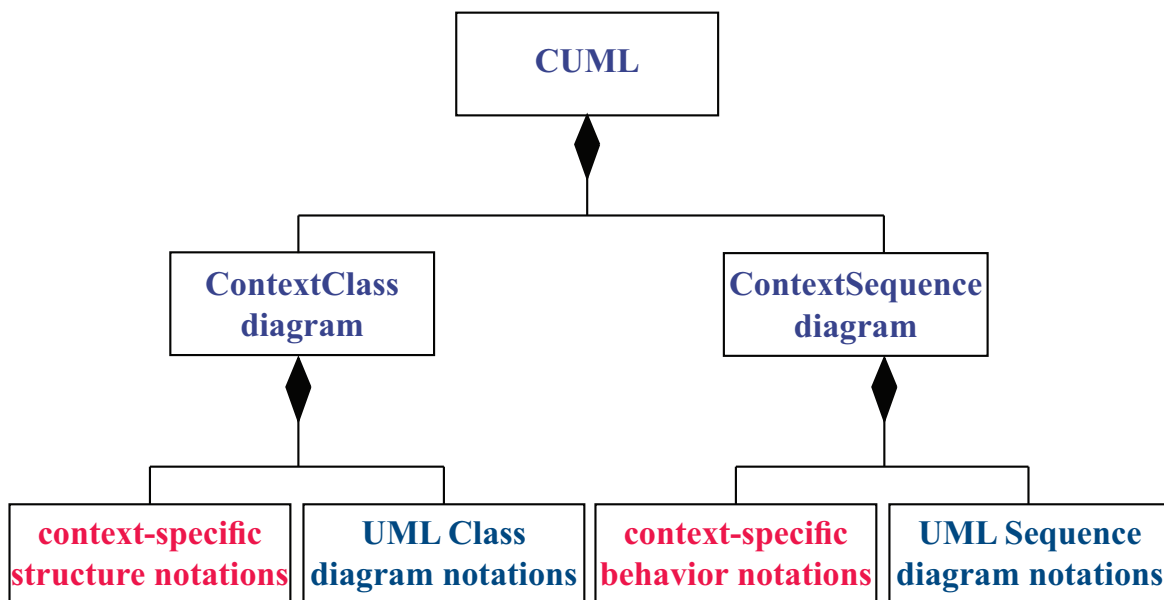 CUML
ContextClass
diagram
ContextSequence
diagram
context-specific
structure notations
UML Class
diagram notations
context-specific
behavior notations
UML Sequence
diagram notations